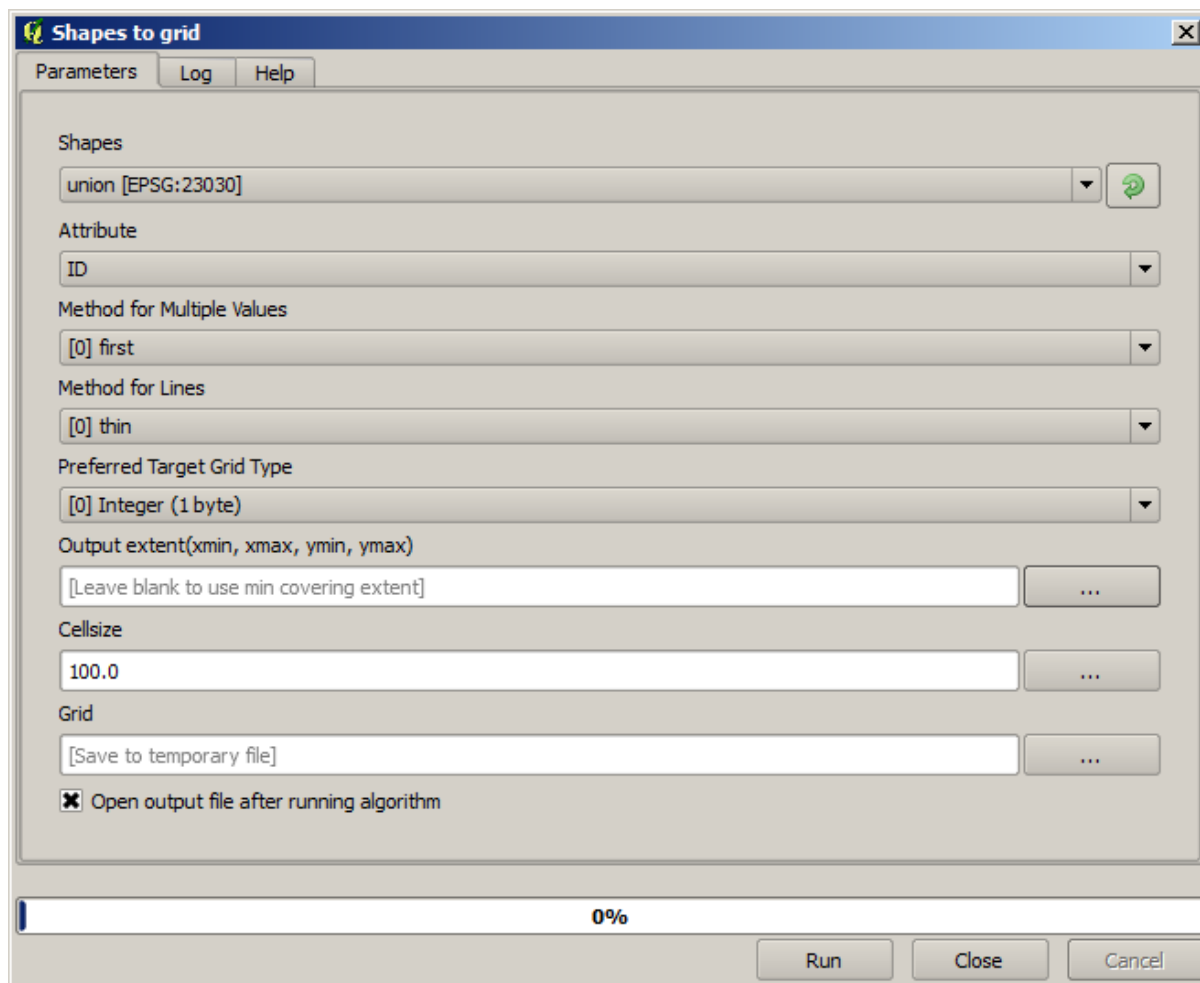 Shapes to grid
Parameters Log Help
Shapes
union [EPSG:23030]
Attribute
ID
Method for Multiple Values
[0] first
Method for Lines
[0] thin
Preferred Target Grid Type
[0] Integer (1 byte)
Output extent(xmin, xmax, ymin, ymax)
[Leave blank to use min covering extent] ...
Cellsize
100.0 ...
Grid
[Save to temporary file] ...
Open output file after running algorithm
0%
Run Close Cancel